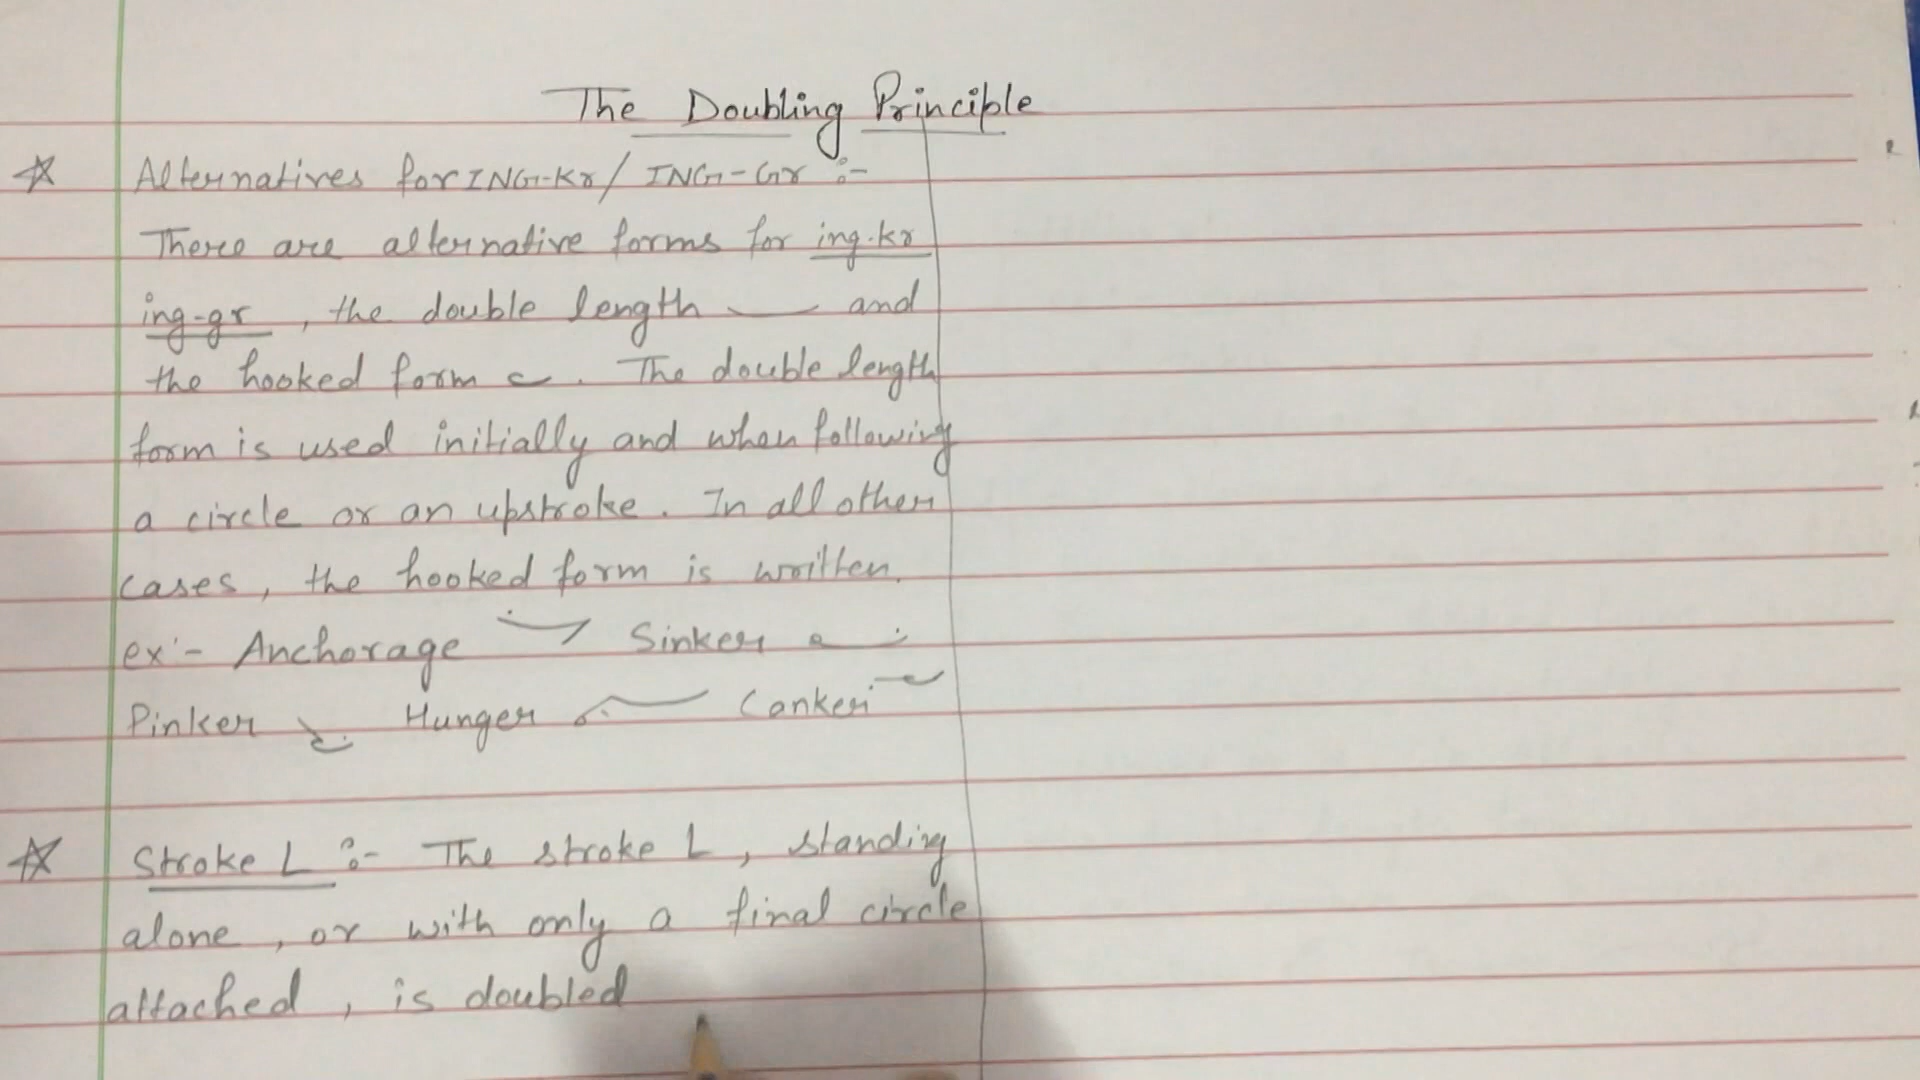 The Doubling Principle
Alternatives for ING-Kr/ ING-Gr :-
There are alternative forms for ing-kr
ing-gr, the double length and
the hooked form. The double length
form is used initially and when following
a circle or an upstroke. In all other
cases, the hooked form is written.
ex:- Anchorage Sinker
Pinker Hunger Conker
Stroke L :- The stroke L, standing
alone, or with only a final circle
attached, is doubled